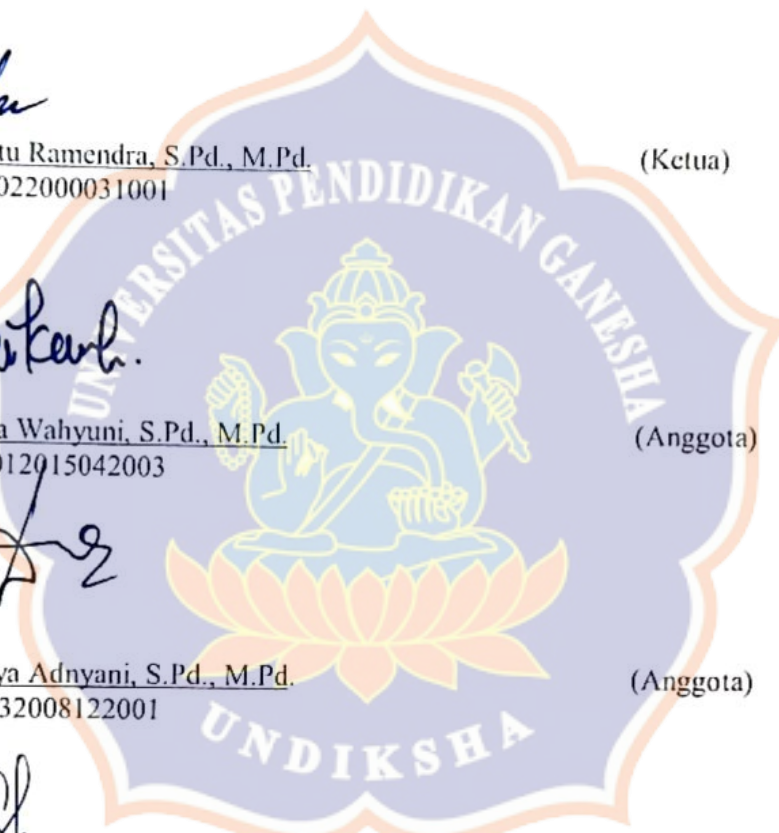 tu Ramendra, S.Pd., M.Pd. (Ketua)
022000031001
UNIVERSITAS PENDIDIKAN GANESHA
a Wahyuni, S.Pd., M.Pd. (Anggota)
012015042003
ya Adnyani, S.Pd., M.Pd. (Anggota)
32008122001
UNDIKSHA